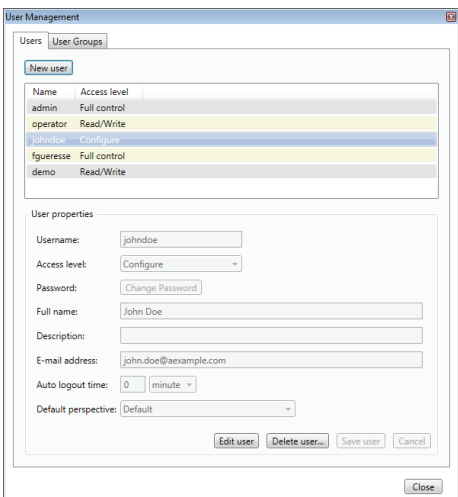 User Management
Users User Groups
New user
Name Access level
admin Full control
operator Read/Write
johndoe Configure
fgueresse Full control
demo Read/Write
User properties
Username: johndoe
Access level: Configure
Password: Change Password
Full name: John Doe
Description:
E-mail address: john.doe@aexample.com
Auto logout time: 0 minute
Default perspective: Default
Edit user Delete user... Save user Cancel
Close